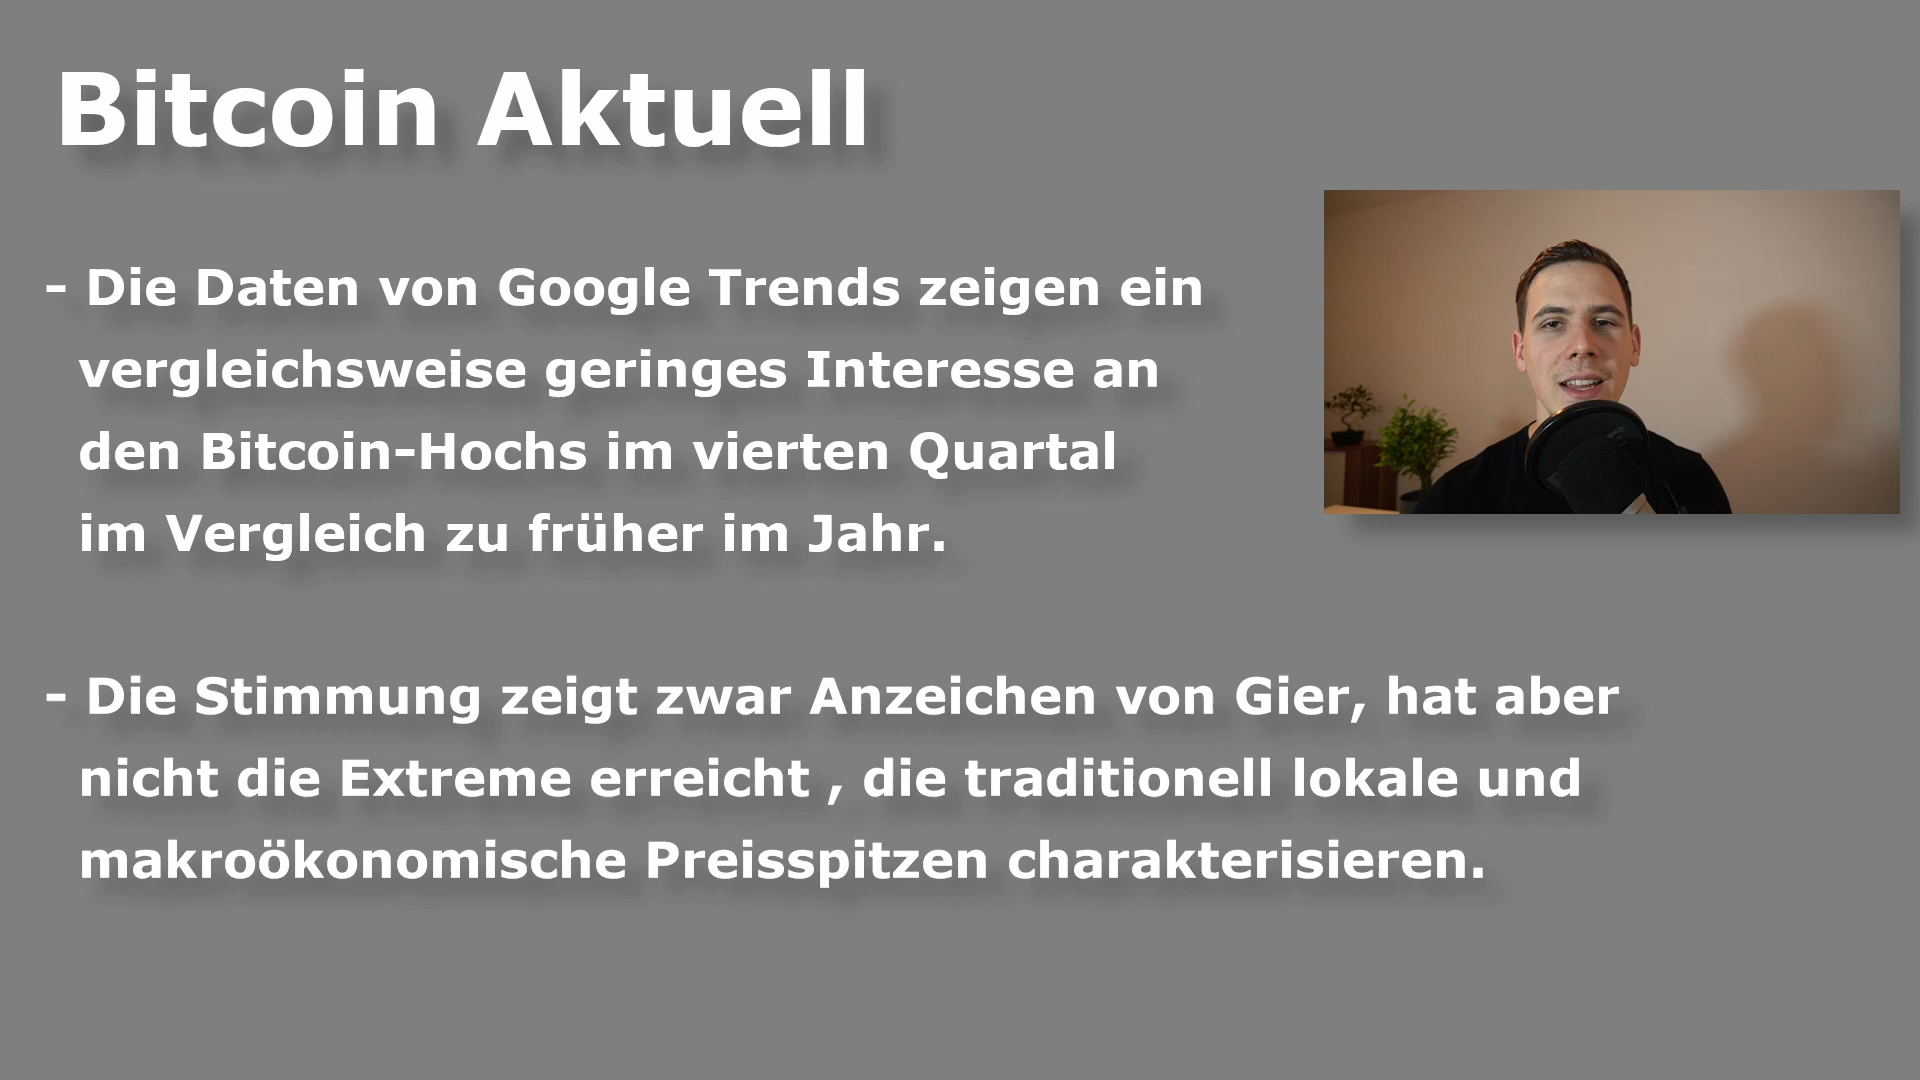 Bitcoin Aktuell
- Die Daten von Google Trends zeigen ein
vergleichsweise geringes Interesse an
den Bitcoin-Hochs im vierten Quartal
im Vergleich zu früher im Jahr.
- Die Stimmung zeigt zwar Anzeichen von Gier, hat aber
nicht die Extreme erreicht , die traditionell lokale und
makroökonomische Preisspitzen charakterisieren.